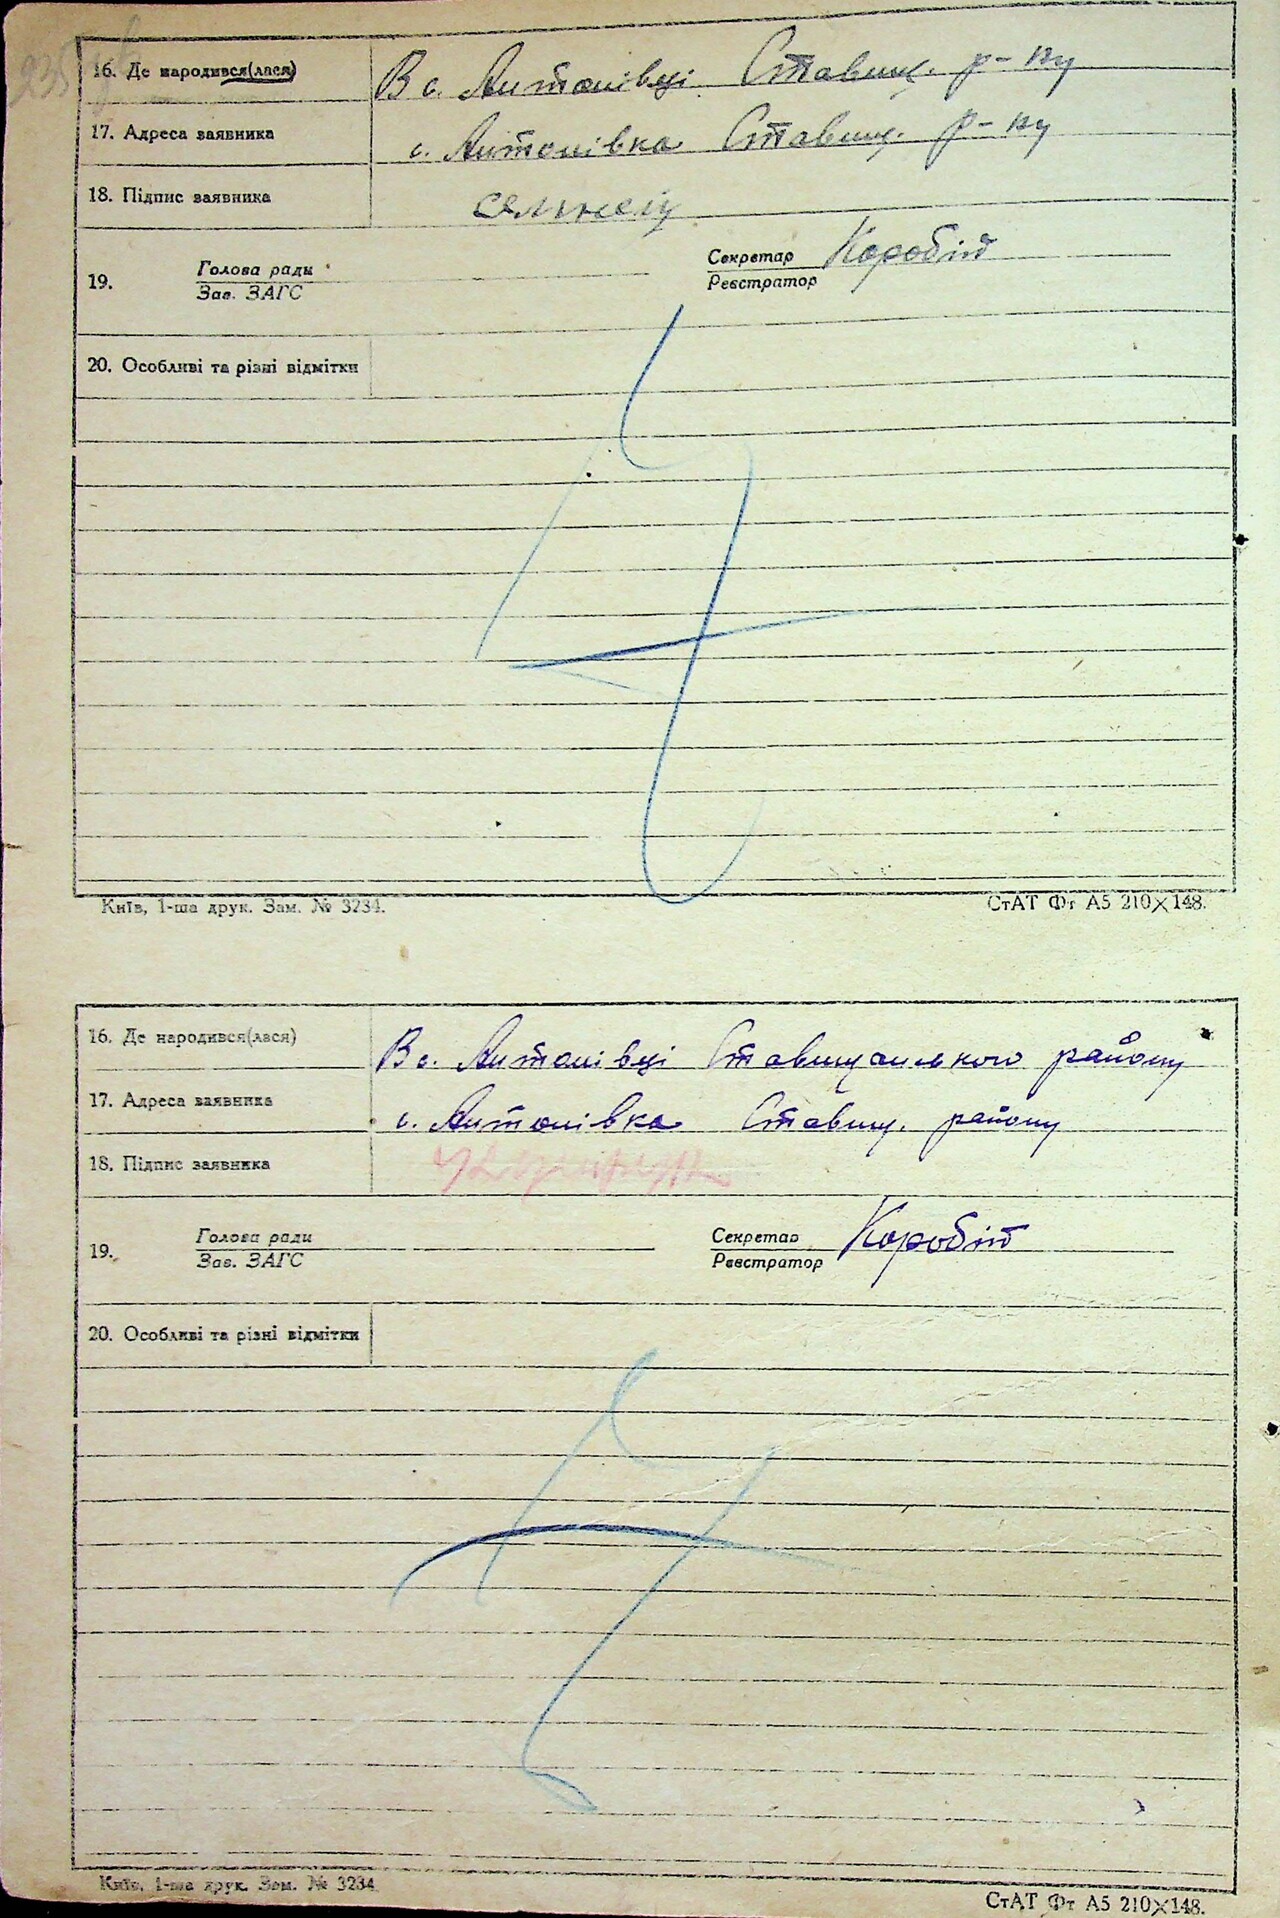 235
16. Де народився(лася) В с. Антонівці Ставищ. р-ну
17. Адреса заявника с. Антонівка Ставищ. р-ну
18. Підпис заявника
19. Голова ради Секретар Коробій
Зав. ЗАГС Реєстратор
20. Особливі та різні відмітки
Київ, 1-ша друк. Зам. № 3234. СтАТ Фт А5 210×148.
16. Де народився(лася) В с. Антонівці Ставищанського району
17. Адреса заявника с. Антонівка Ставищ. району
18. Підпис заявника
19. Голова ради Секретар Коробій
Зав. ЗАГС Реєстратор
20. Особливі та різні відмітки
Київ, 1-ша друк. Зам. № 3234 СтАТ Фт А5 210×148.